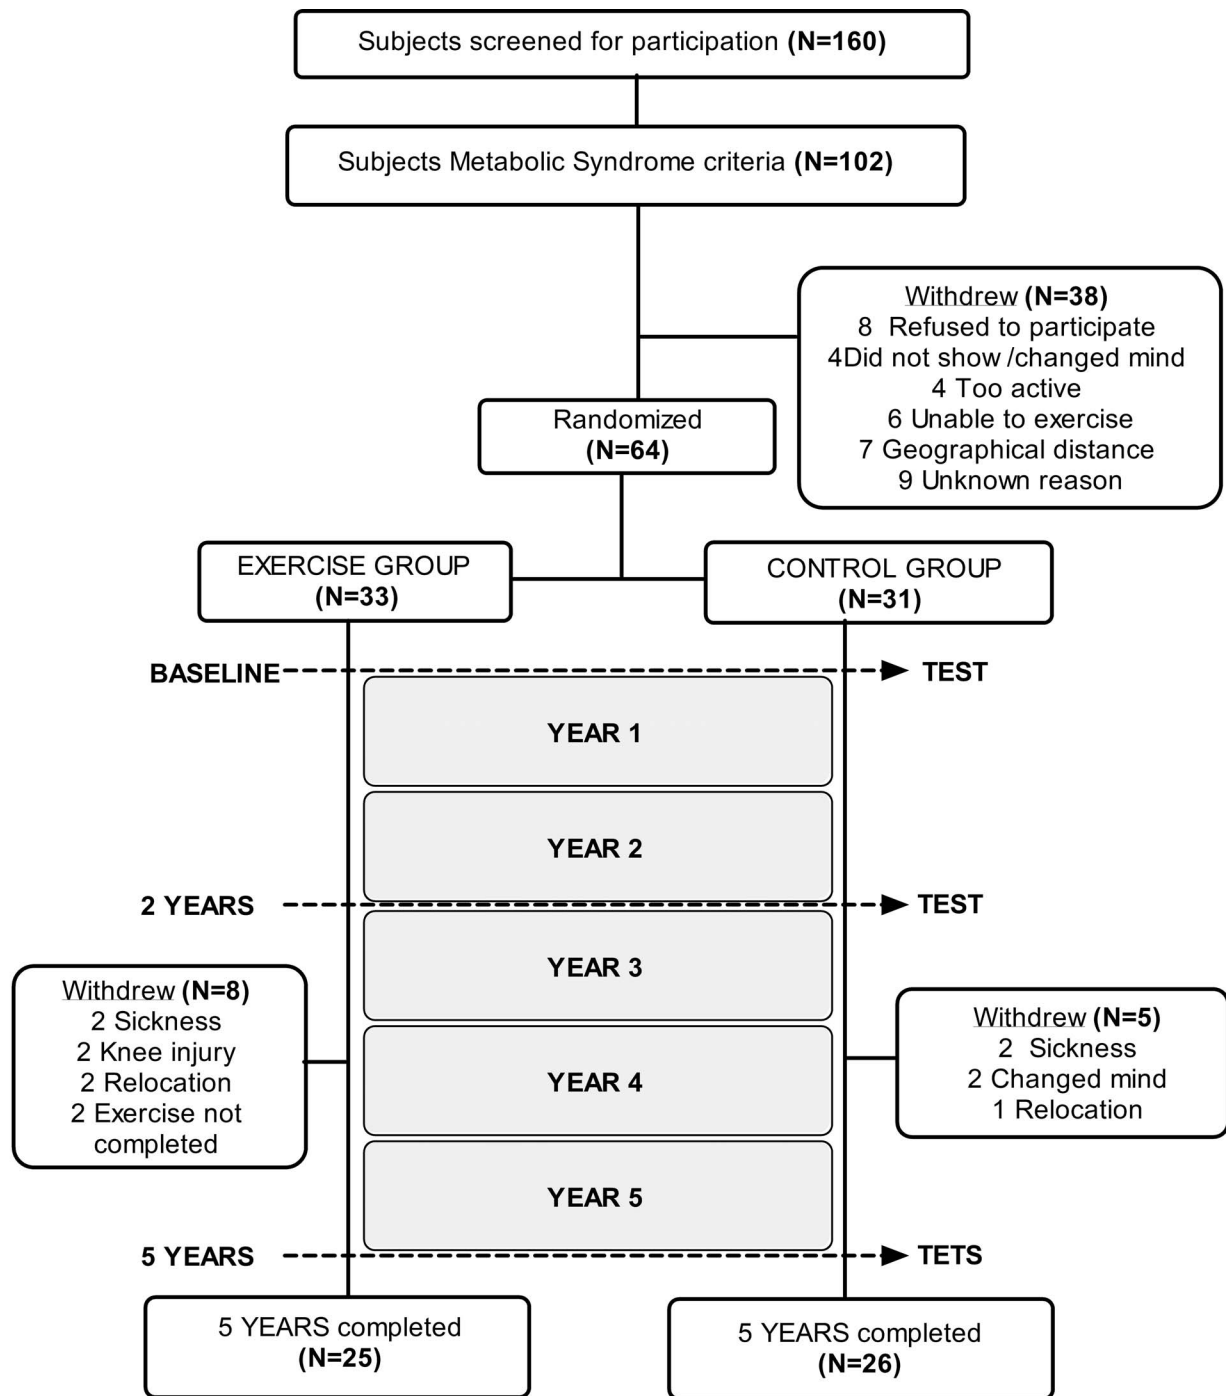 Subjects screened for participation (N=160)
Subjects Metabolic Syndrome criteria (N=102)
Withdrew (N=38)
8 Refused to participate
4Did not show /changed mind
4 Too active
6 Unable to exercise
7 Geographical distance
9 Unknown reason
Randomized
(N=64)
EXERCISE GROUP
(N=33)
CONTROL GROUP
(N=31)
BASELINE
TEST
YEAR 1
YEAR 2
2 YEARS
TEST
YEAR 3
Withdrew (N=8)
2 Sickness
2 Knee injury
2 Relocation
2 Exercise not
completed
Withdrew (N=5)
2 Sickness
2 Changed mind
1 Relocation
YEAR 4
YEAR 5
5 YEARS
TETS
5 YEARS completed
(N=25)
5 YEARS completed
(N=26)